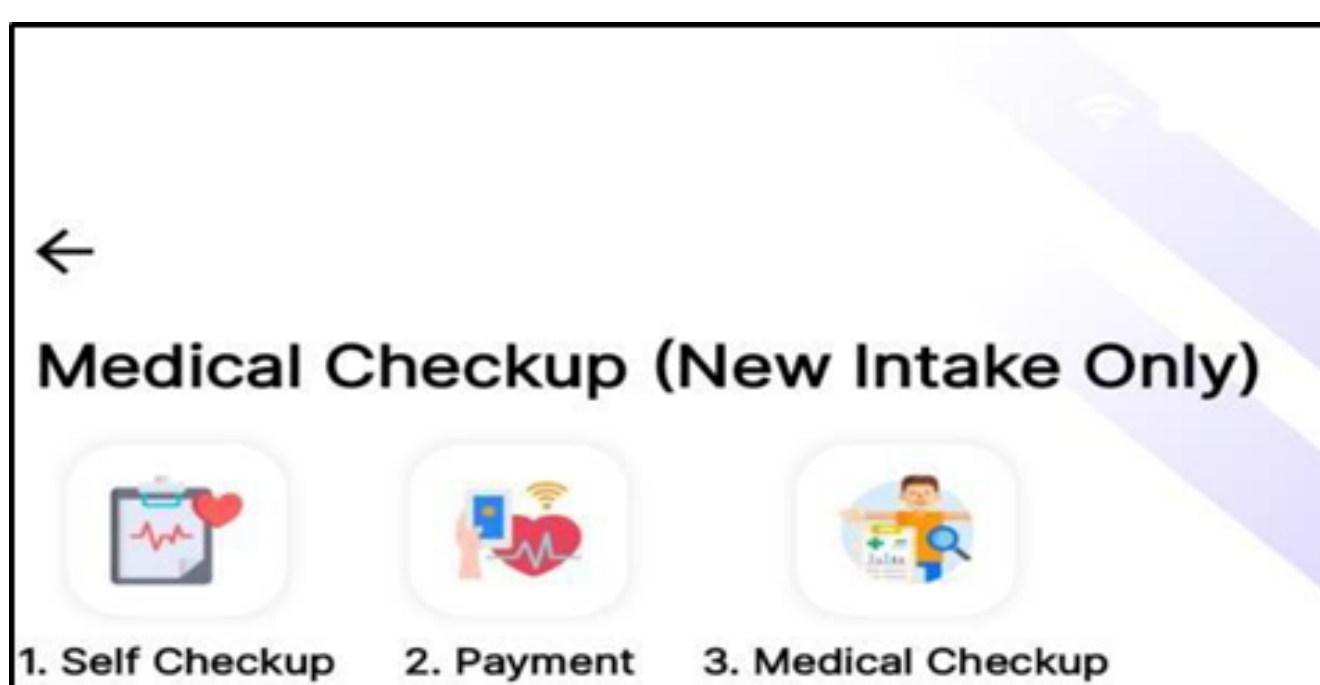 Medical Checkup (New Intake Only)
1. Self Checkup
2. Payment
3. Medical Checkup